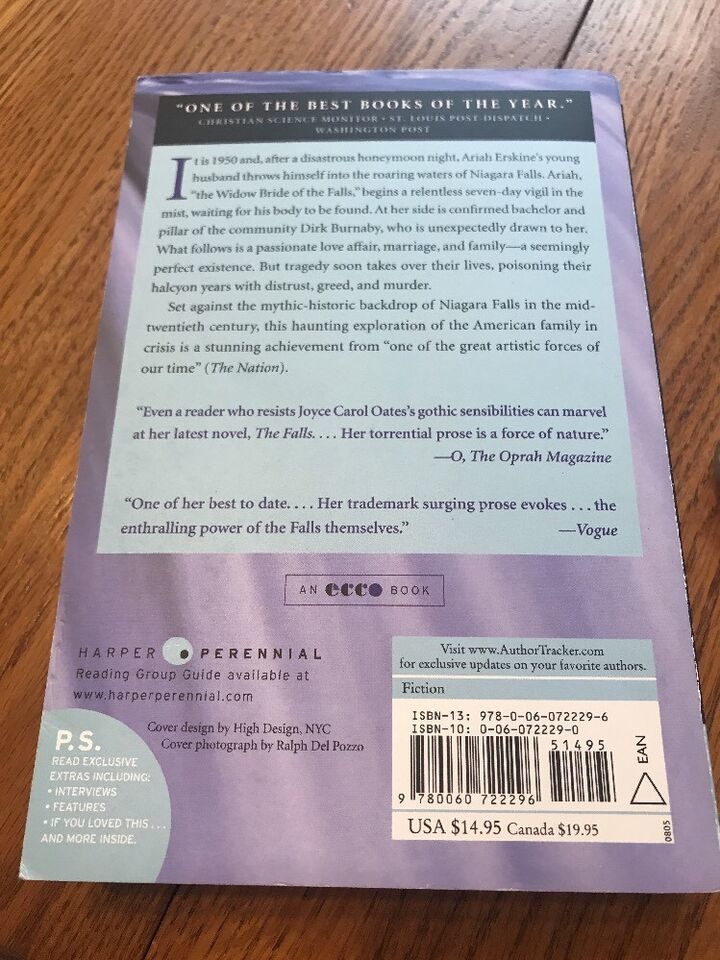 "ONE OF THE BEST BOOKS OF THE YEAR."
CHRISTIAN SCIENCE MONITOR • ST. LOUIS POST-DISPATCH •
WASHINGTON POST
It is 1950 and, after a disastrous honeymoon night, Ariah Erskine's young
husband throws himself into the roaring waters of Niagara Falls. Ariah,
"the Widow Bride of the Falls," begins a relentless seven-day vigil in the
mist, waiting for his body to be found. At her side is confirmed bachelor and
pillar of the community Dirk Burnaby, who is unexpectedly drawn to her.
What follows is a passionate love affair, marriage, and family—a seemingly
perfect existence. But tragedy soon takes over their lives, poisoning their
halcyon years with distrust, greed, and murder.
Set against the mythic-historic backdrop of Niagara Falls in the mid-
twentieth century, this haunting exploration of the American family in
crisis is a stunning achievement from "one of the great artistic forces of
our time" (The Nation).
"Even a reader who resists Joyce Carol Oates's gothic sensibilities can marvel
at her latest novel, The Falls. . . . Her torrential prose is a force of nature."
—O, The Oprah Magazine
"One of her best to date. . . . Her trademark surging prose evokes . . . the
enthralling power of the Falls themselves."
—Vogue
AN ecco BOOK
HARPER PERENNIAL
Reading Group Guide available at
www.harperperennial.com
Cover design by High Design, NYC
Cover photograph by Ralph Del Pozzo
P.S.
READ EXCLUSIVE
EXTRAS INCLUDING:
• INTERVIEWS
• FEATURES
• IF YOU LOVED THIS . . .
AND MORE INSIDE.
Visit www.AuthorTracker.com
for exclusive updates on your favorite authors.
Fiction
ISBN-13: 978-0-06-072229-6
ISBN-10: 0-06-072229-0
51495
EAN
9 780060 722296
USA $14.95 Canada $19.95
0805